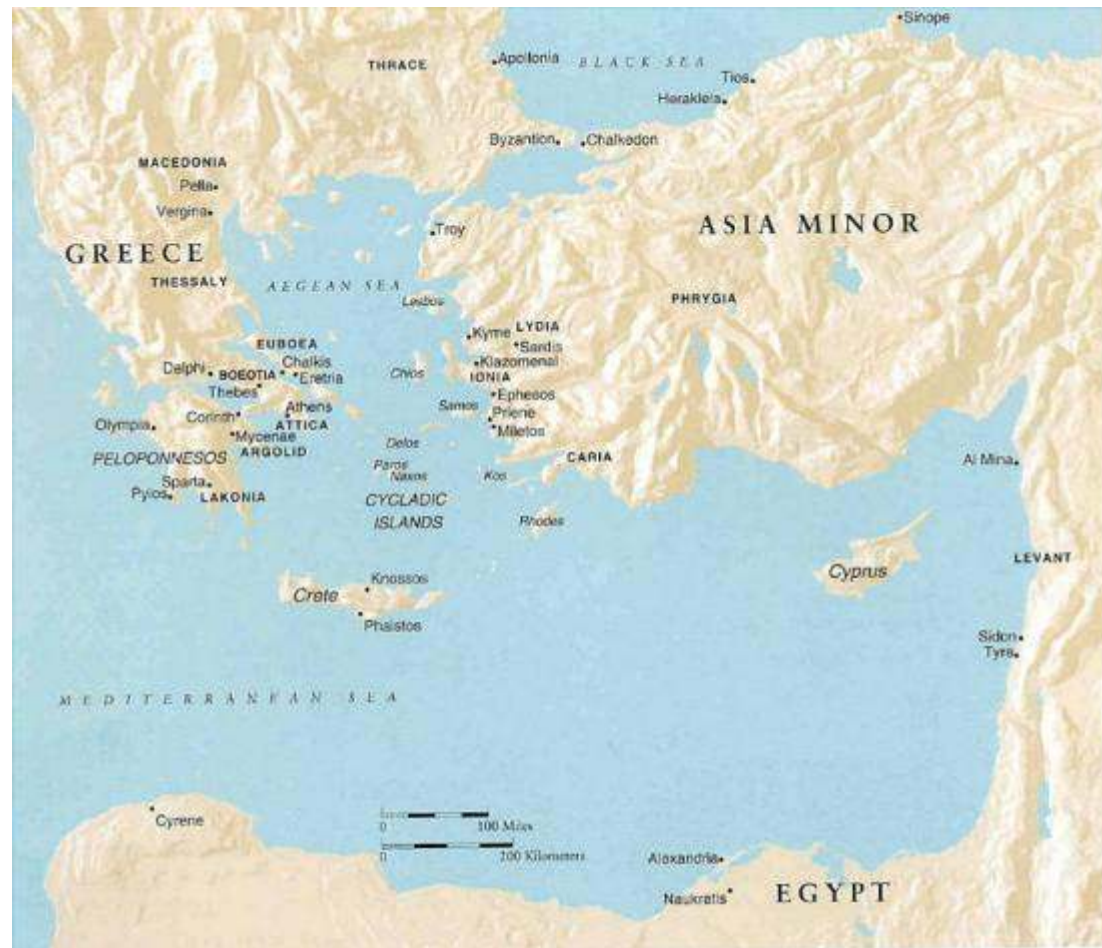 Sinope
THRACE
Apollonia
BLACK SEA
Tios
Herakleia
Byzantion
Chalkedon
MACEDONIA
Pella
Vergina
GREECE
Troy
ASIA MINOR
THESSALY
AEGEAN SEA
Lesbos
PHRYGIA
EUBOEA
Kyme
LYDIA
Sardis
Delphi
BOEOTIA
Chalkis
Eretria
Chios
Klazomenai
IONIA
Thebes
Ephesos
Olympia
Corinth
Athens
ATTICA
Samos
Priene
Miletos
Mycenae
ARGOLID
PELOPONNESOS
Delos
Paros
Naxos
Kos
CARIA
Al Mina
Sparta
Pylos
LAKONIA
CYCLADIC
ISLANDS
Rhodes
LEVANT
Cyprus
Knossos
Crete
Phaistos
Sidon
Tyre
MEDITERRANEAN SEA
Cyrene
0 100 Miles
0 200 Kilometers
Alexandria
Naukratis
EGYPT